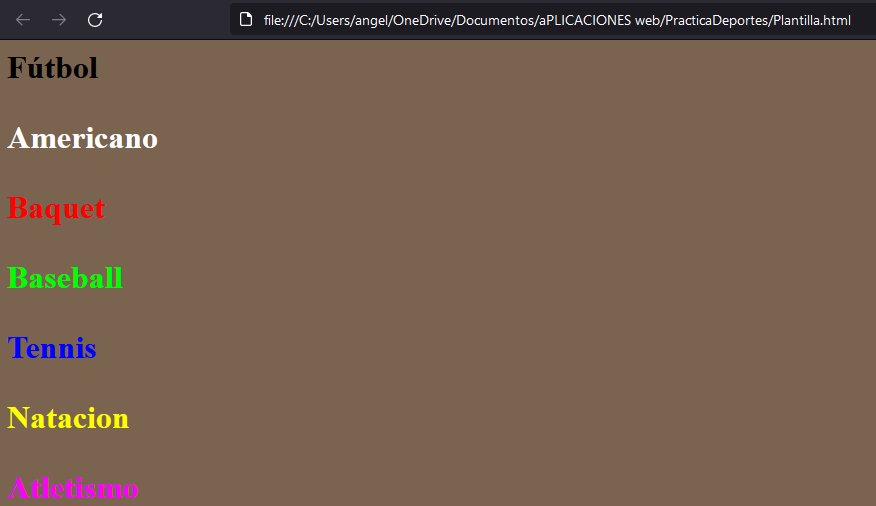 file:///C:/Users/angel/OneDrive/Documentos/aPLICACIONES web/PracticaDeportes/Plantilla.html
Fútbol
Americano
Baquet
Baseball
Tennis
Natacion
Atletismo